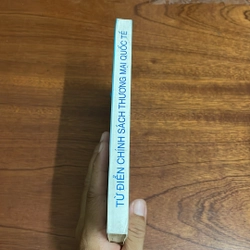 TỪ ĐIỂN CHÍNH SÁCH THƯƠNG MẠI QUỐC TẾ